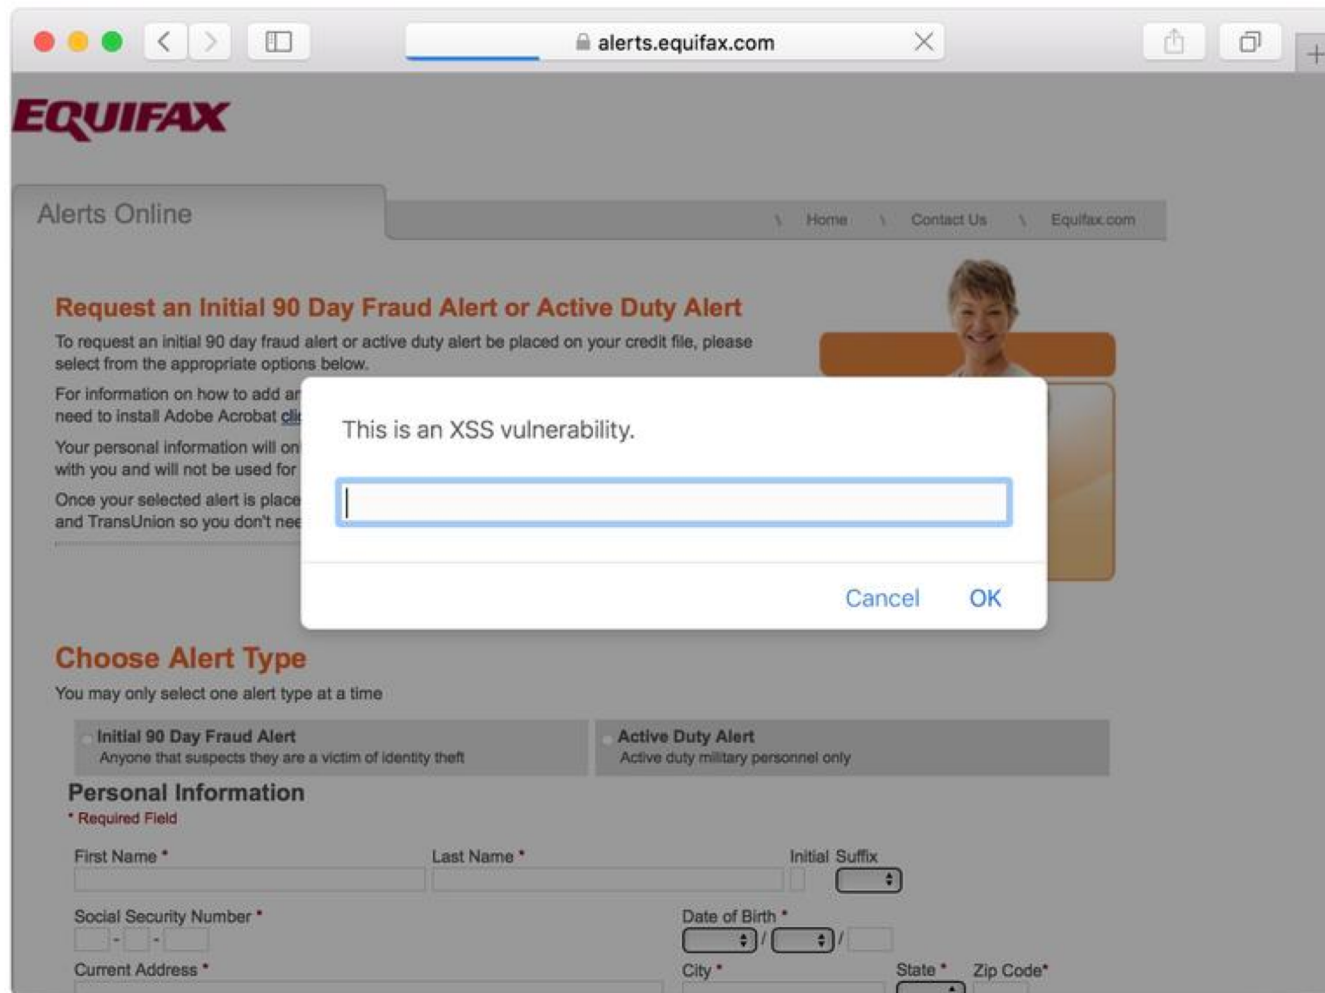 alerts.equifax.com
EQUIFAX
Alerts Online
\ Home \ Contact Us \ Equifax.com
Request an Initial 90 Day Fraud Alert or Active Duty Alert
To request an initial 90 day fraud alert or active duty alert be placed on your credit file, please
select from the appropriate options below.
For information on how to add
need to install Adobe Acrobat
Your personal information will
with you and will not be used for
Once your selected alert is place
and TransUnion so you don't
This is an XSS vulnerability.
Cancel OK
Choose Alert Type
You may only select one alert type at a time
Initial 90 Day Fraud Alert
Anyone that suspects they are a victim of identity theft
Active Duty Alert
Active duty military personnel only
Personal Information
* Required Field
First Name * Last Name * Initial Suffix
Social Security Number * Date of Birth *
- - / /
Current Address * City * State * Zip Code*